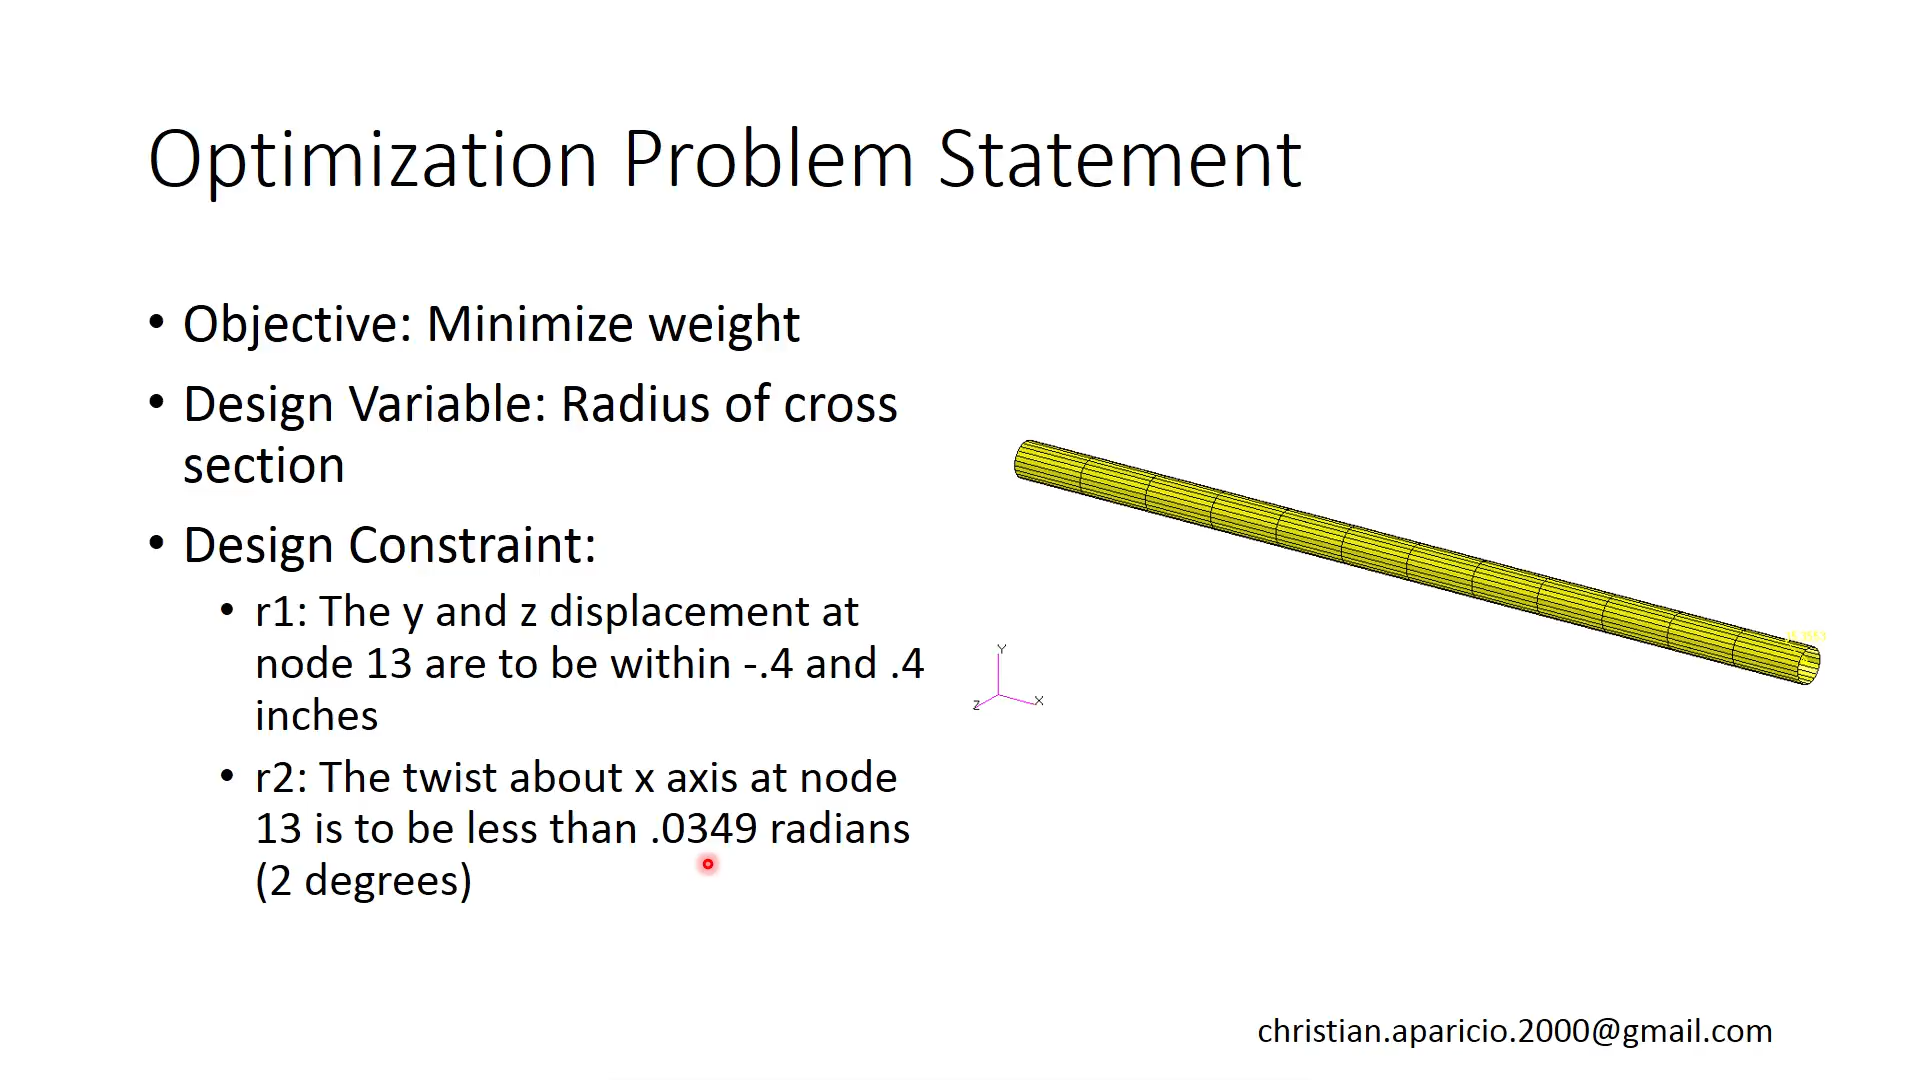 Optimization Problem Statement
• Objective: Minimize weight
• Design Variable: Radius of cross
section
• Design Constraint:
• r1: The y and z displacement at
node 13 are to be within -.4 and .4
inches
• r2: The twist about x axis at node
13 is to be less than .0349 radians
(2 degrees)
Y
Z
X
christian.aparicio.2000@gmail.com